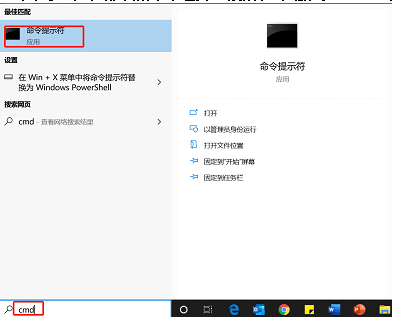 最佳匹配
命令提示符
应用
设置
在 Win + X 菜单中将命令提示符替
换为 Windows PowerShell
搜索网页
cmd - 查看网络搜索结果
命令提示符
应用
打开
以管理员身份运行
打开文件位置
固定到"开始"屏幕
固定到任务栏
cmd